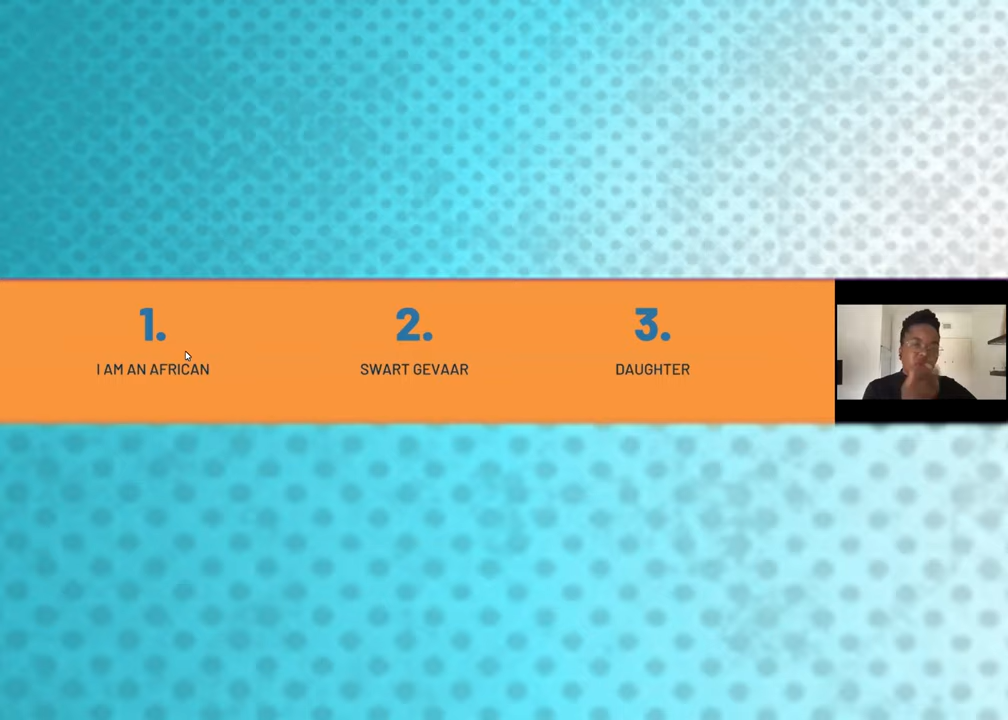 1.
I AM AN AFRICAN
2.
SWART GEVAAR
3.
DAUGHTER